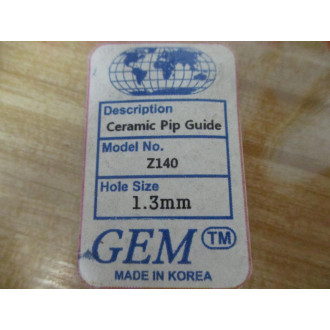 Description
Ceramic Pip Guide
Model No.
Z140
Hole Size
1.3mm
GEM TM
MADE IN KOREA